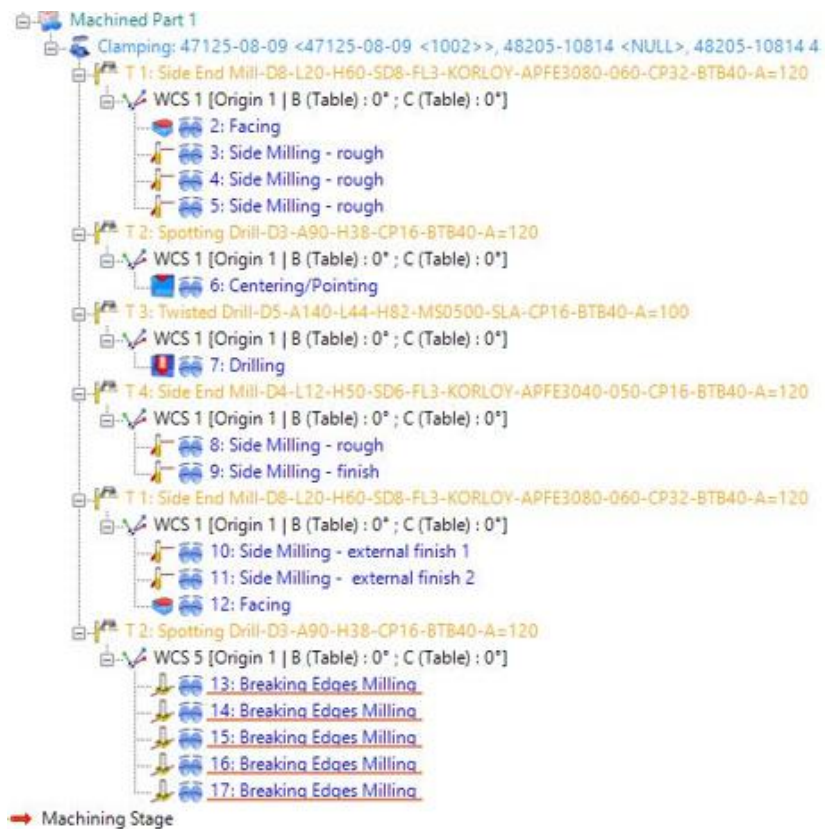 Machined Part 1
Clamping: 47125-08-09 <47125-08-09 <1002>>, 48205-10814 <NULL>, 48205-10814 4
T 1: Side End Mill-D8-L20-H60-SD8-FL3-KORLOY-APFE3080-060-CP32-BTB40-A=120
WCS 1 [Origin 1 | B (Table) : 0° ; C (Table) : 0°]
2: Facing
3: Side Milling - rough
4: Side Milling - rough
5: Side Milling - rough
T 2: Spotting Drill-D3-A90-H38-CP16-BTB40-A=120
WCS 1 [Origin 1 | B (Table) : 0° ; C (Table) : 0°]
6: Centering/Pointing
T 3: Twisted Drill-D5-A140-L44-H82-MS0500-SLA-CP16-BTB40-A=100
WCS 1 [Origin 1 | B (Table) : 0° ; C (Table) : 0°]
7: Drilling
T 4: Side End Mill-D4-L12-H50-SD6-FL3-KORLOY-APFE3040-050-CP16-BTB40-A=120
WCS 1 [Origin 1 | B (Table) : 0° ; C (Table) : 0°]
8: Side Milling - rough
9: Side Milling - finish
T 1: Side End Mill-D8-L20-H60-SD8-FL3-KORLOY-APFE3080-060-CP32-BTB40-A=120
WCS 1 [Origin 1 | B (Table) : 0° ; C (Table) : 0°]
10: Side Milling - external finish 1
11: Side Milling - external finish 2
12: Facing
T 2: Spotting Drill-D3-A90-H38-CP16-BTB40-A=120
WCS 5 [Origin 1 | B (Table) : 0° ; C (Table) : 0°]
13: Breaking Edges Milling
14: Breaking Edges Milling
15: Breaking Edges Milling
16: Breaking Edges Milling
17: Breaking Edges Milling
Machining Stage